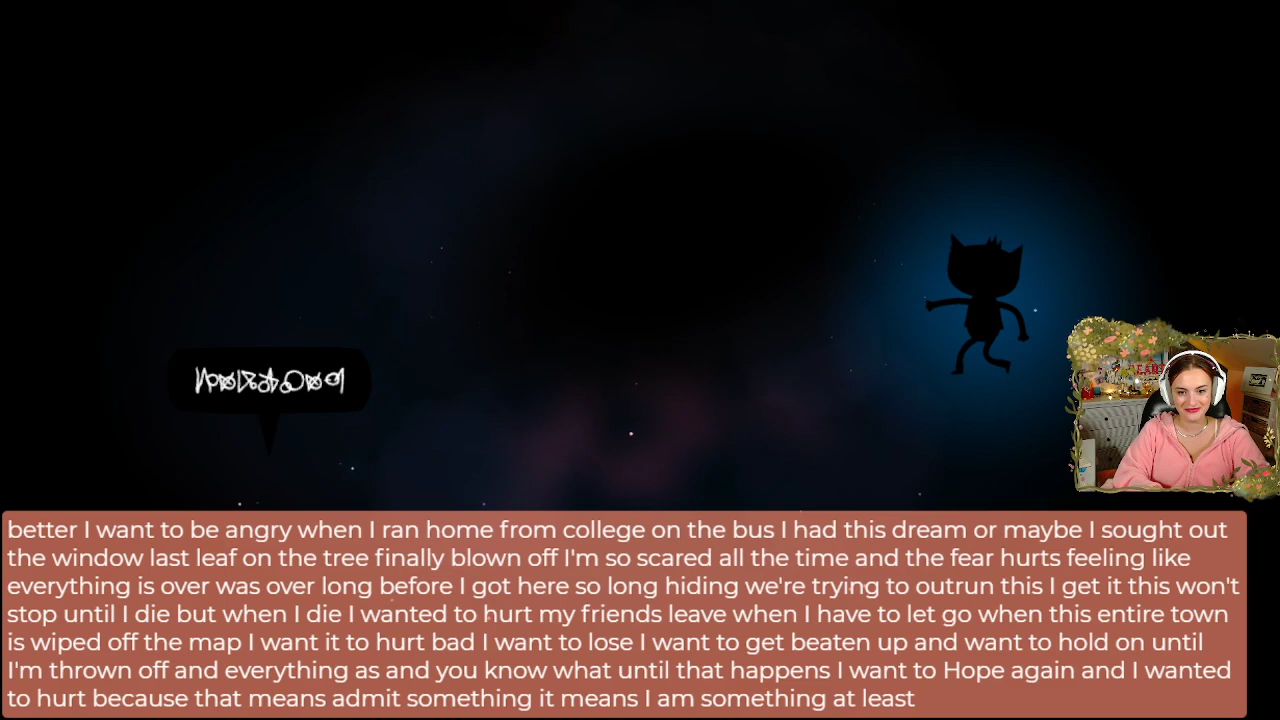 better I want to be angry when I ran home from college on the bus I had this dream or maybe I sought out
the window last leaf on the tree finally blown off I'm so scared all the time and the fear hurts feeling like
everything is over was over long before I got here so long hiding we're trying to outrun this I get it this won't
stop until I die but when I die I wanted to hurt my friends leave when I have to let go when this entire town
is wiped off the map I want it to hurt bad I want to lose I want to get beaten up and want to hold on until
I'm thrown off and everything as and you know what until that happens I want to Hope again and I wanted
to hurt because that means admit something it means I am something at least